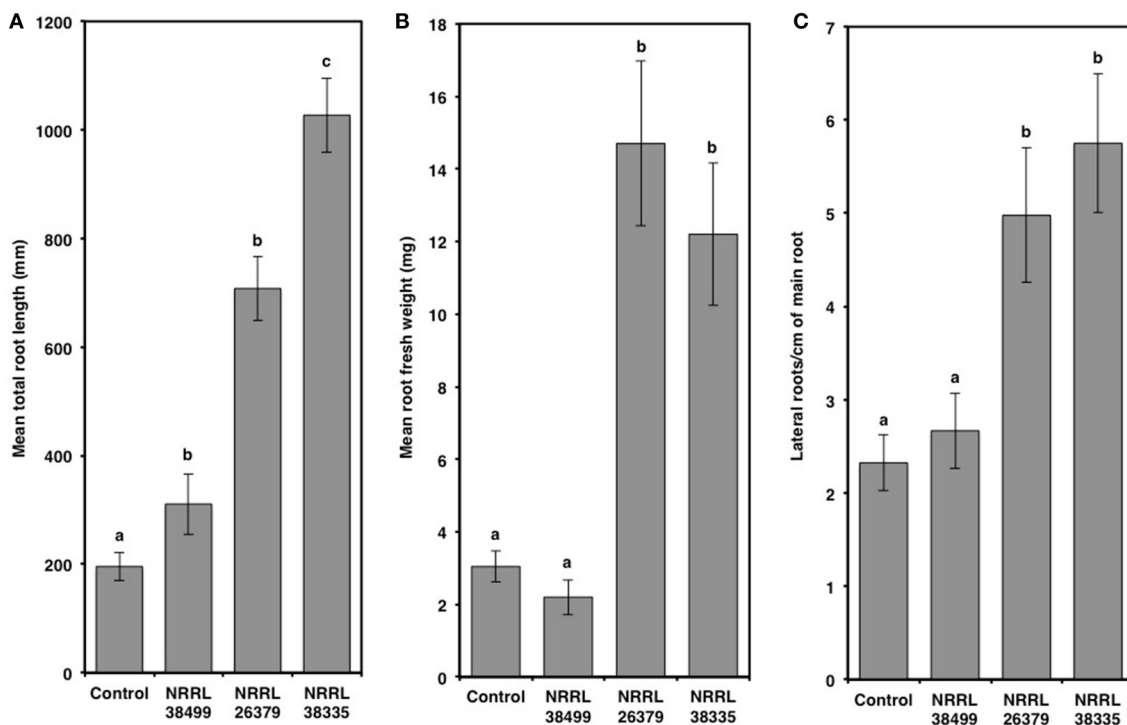 A
Mean total root length (mm)
1200
1000
800
600
400
200
0
a
b
b
c
Control
NRRL
38499
NRRL
26379
NRRL
38335
B
Mean root fresh weight (mg)
18
16
14
12
10
8
6
4
2
0
a
a
b
b
Control
NRRL
38499
NRRL
26379
NRRL
38335
C
Lateral roots/cm of main root
7
6
5
4
3
2
1
0
a
a
b
b
Control
NRRL
38499
NRRL
26379
NRRL
38335